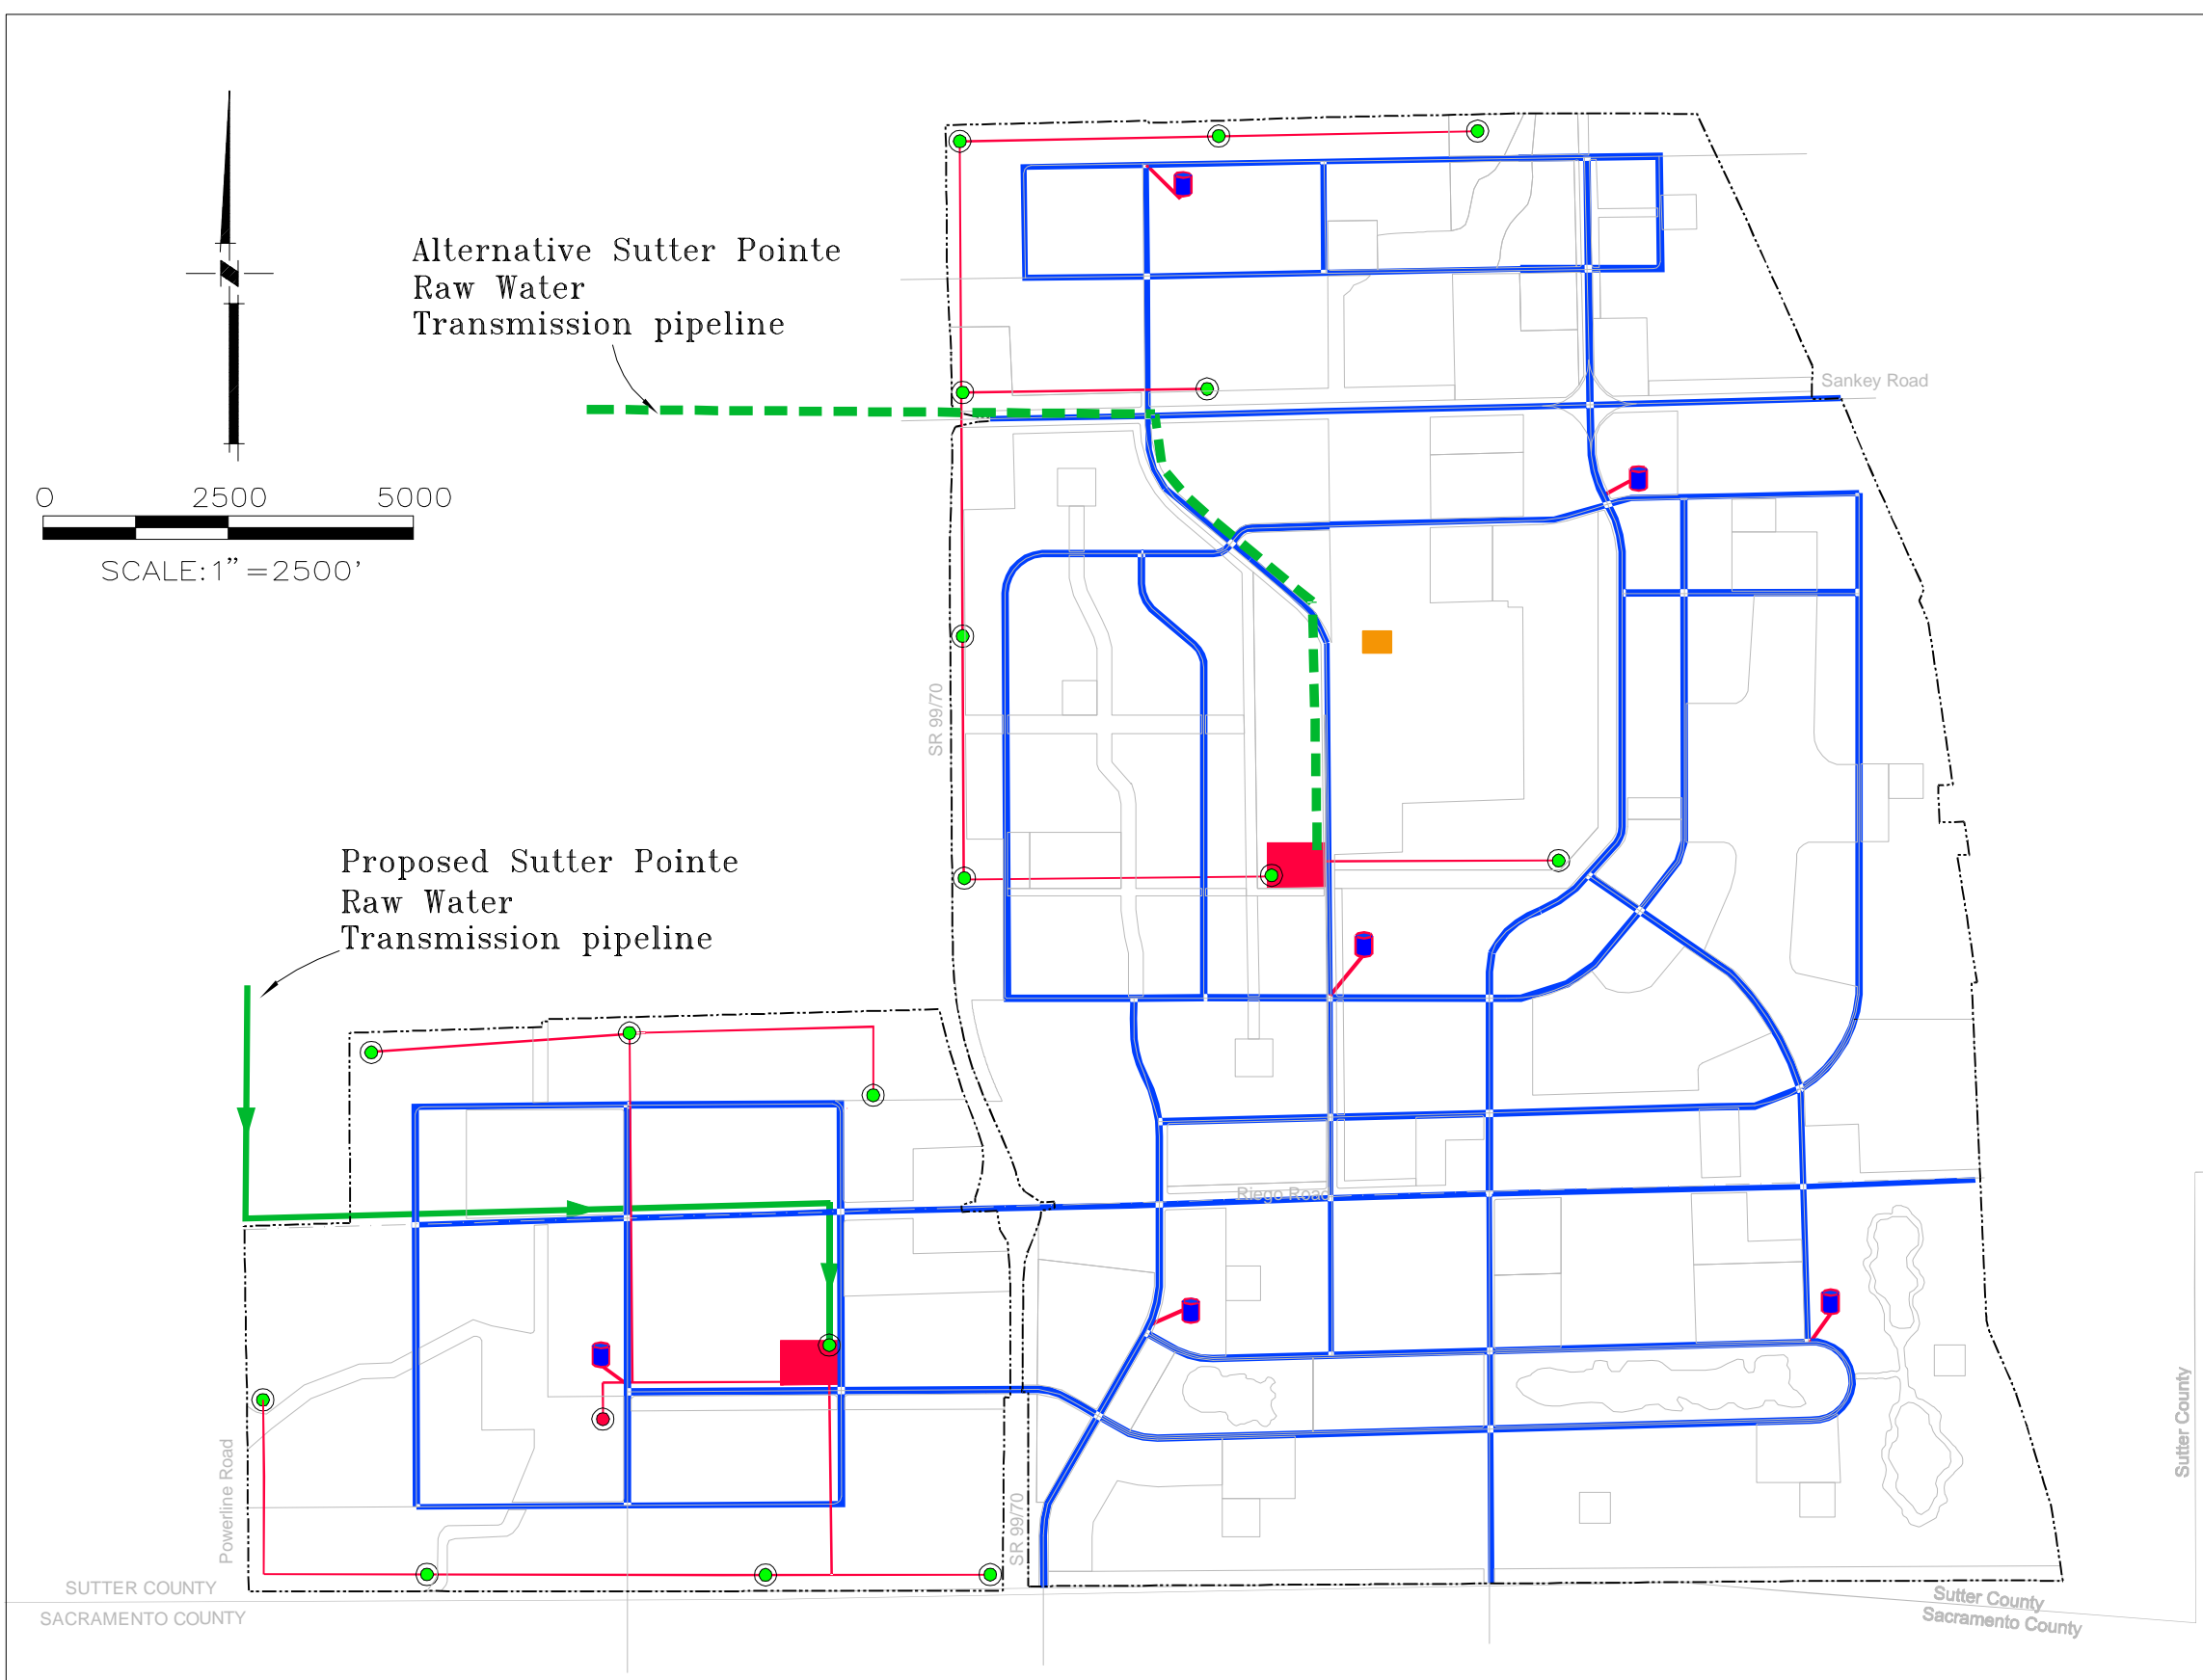 Alternative Sutter Pointe
Raw Water
Transmission pipeline
Sankey Road
0 2500 5000
SCALE:1"=2500'
SR 99/70
Proposed Sutter Pointe
Raw Water
Transmission pipeline
Riego Road
Powerline Road
SR 99/70
Sutter County
SUTTER COUNTY
SACRAMENTO COUNTY
Sutter County
Sacramento County